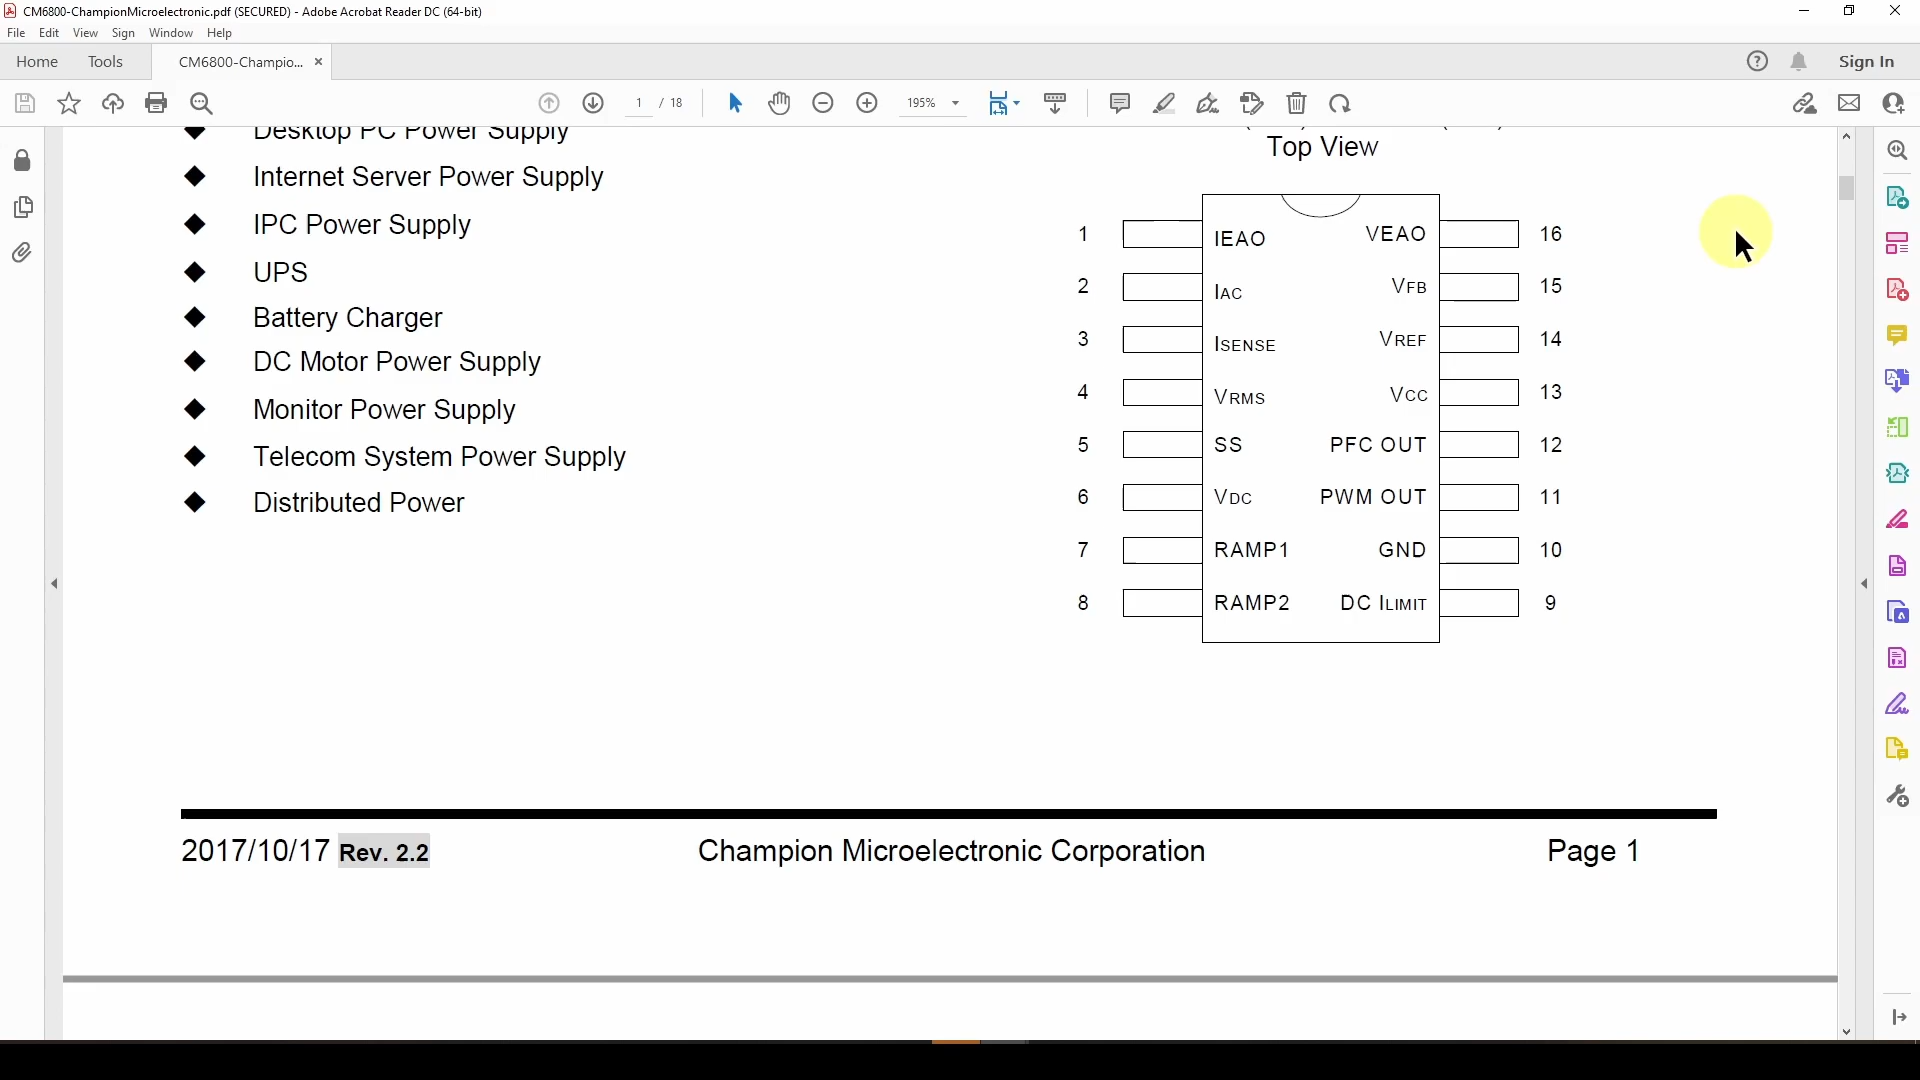 CM6800-ChampionMicroelectronic.pdf (SECURED) - Adobe Acrobat Reader DC (64-bit)
File Edit View Sign Window Help
Home Tools CM6800-Champio... × Sign In
1 / 18 195%
Desktop PC Power Supply
Internet Server Power Supply
IPC Power Supply
UPS
Battery Charger
DC Motor Power Supply
Monitor Power Supply
Telecom System Power Supply
Distributed Power
Top View
1 IEAO VEAO 16
2 IAC VFB 15
3 ISENSE VREF 14
4 VRMS VCC 13
5 SS PFC OUT 12
6 VDC PWM OUT 11
7 RAMP1 GND 10
8 RAMP2 DC ILIMIT 9
2017/10/17 Rev. 2.2 Champion Microelectronic Corporation Page 1